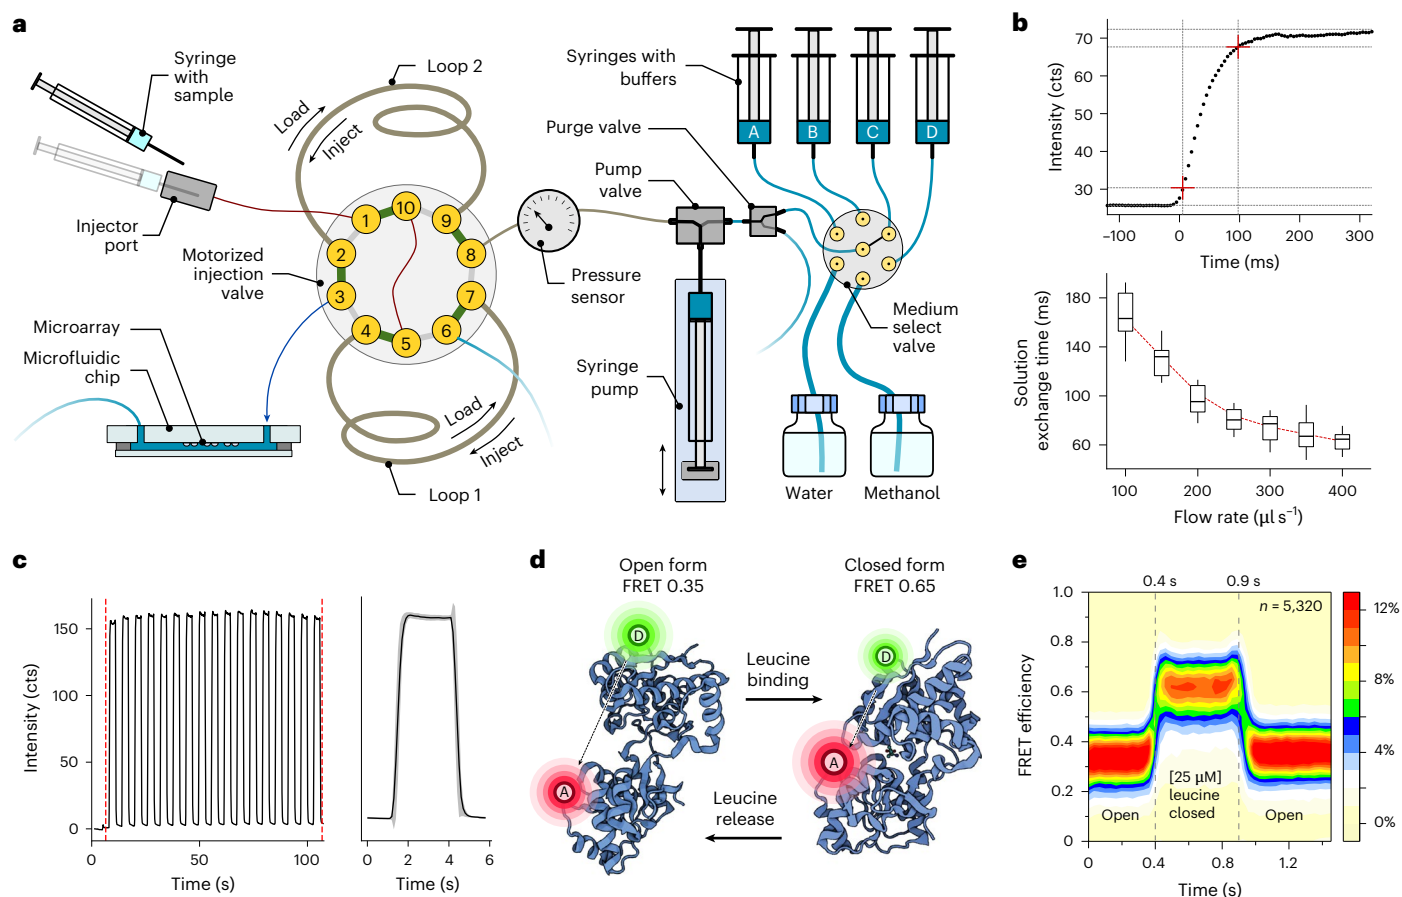 a
Syringe
with
sample
Injector
port
Load
Inject
Loop 2
1
10
9
2
8
3
7
4
5
6
Motorized
injection
valve
Microarray
Microfluidic
chip
Load
Inject
Loop 1
Pressure
sensor
Syringes with
buffers
Purge valve
Pump
valve
A
B
C
D
Syringe
pump
Medium
select
valve
Water
Methanol
b
Intensity (cts)
70
60
50
40
30
−100
0
100
200
300
Time (ms)
Solution
exchange time (ms)
180
140
100
60
100
200
300
400
Flow rate (µl s⁻¹)
c
Intensity (cts)
150
100
50
0
0
50
100
Time (s)
0
2
4
6
Time (s)
d
Open form
FRET 0.35
Closed form
FRET 0.65
D
A
D
A
Leucine
binding
Leucine
release
e
0.4 s
0.9 s
n = 5,320
FRET efficiency
1.0
0.8
0.6
0.4
0.2
0
Open
[25 µM]
leucine
closed
Open
0
0.4
0.8
1.2
Time (s)
12%
8%
4%
0%